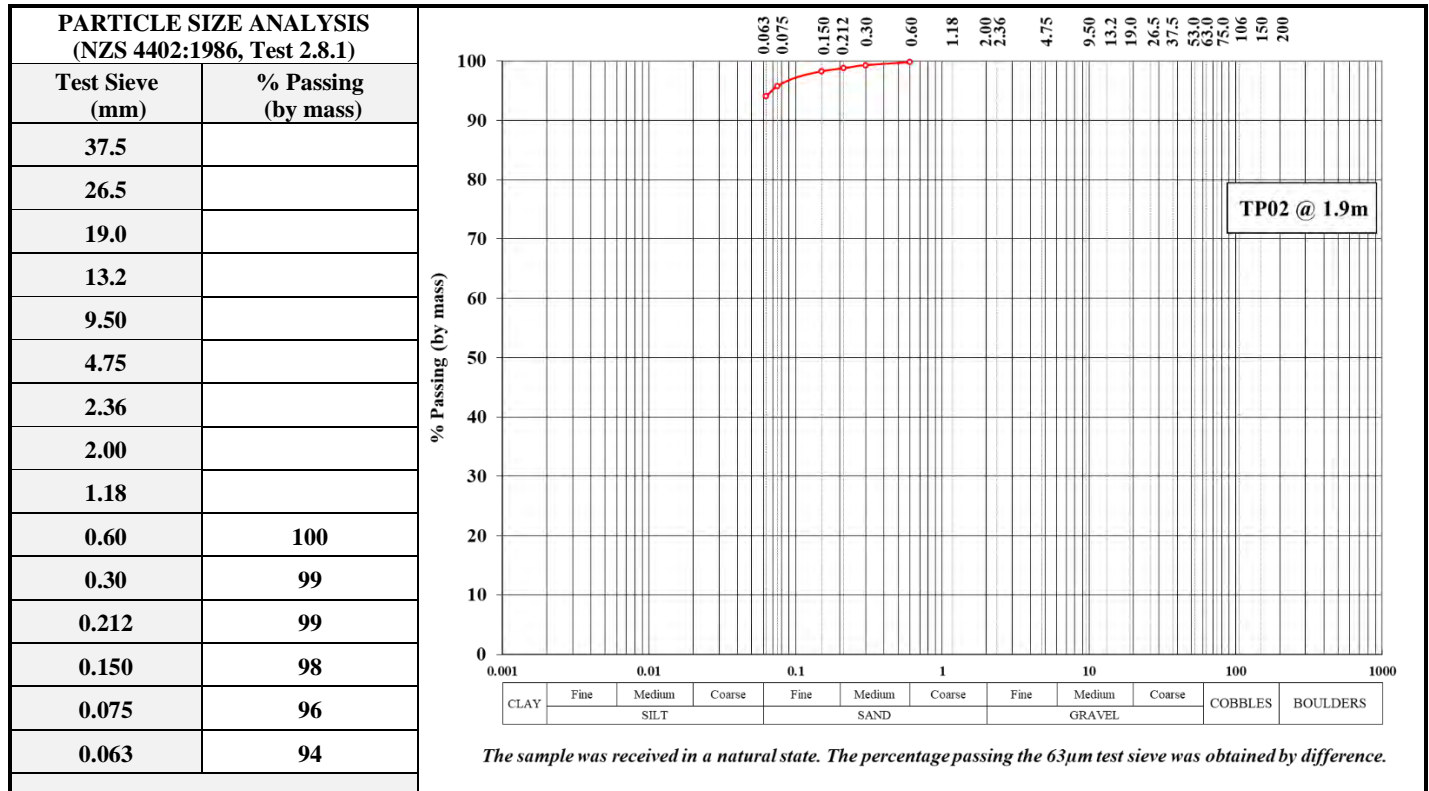 PARTICLE SIZE ANALYSIS
(NZS 4402:1986, Test 2.8.1)
Test Sieve (mm) % Passing (by mass)
37.5
26.5
19.0
13.2
9.50
4.75
2.36
2.00
1.18
0.60 100
0.30 99
0.212 99
0.150 98
0.075 96
0.063 94
0.063 0.075 0.150 0.212 0.30 0.60 1.18 2.00 2.36 4.75 9.50 13.2 19.0 26.5 37.5 53.0 63.0 75.0 106 150 200
% Passing (by mass)
100
90
80
70
60
50
40
30
20
10
0
TP02 @ 1.9m
0.001 0.01 0.1 1 10 100 1000
CLAY Fine Medium Coarse Fine Medium Coarse Fine Medium Coarse COBBLES BOULDERS
SILT SAND GRAVEL
The sample was received in a natural state. The percentage passing the 63µm test sieve was obtained by difference.